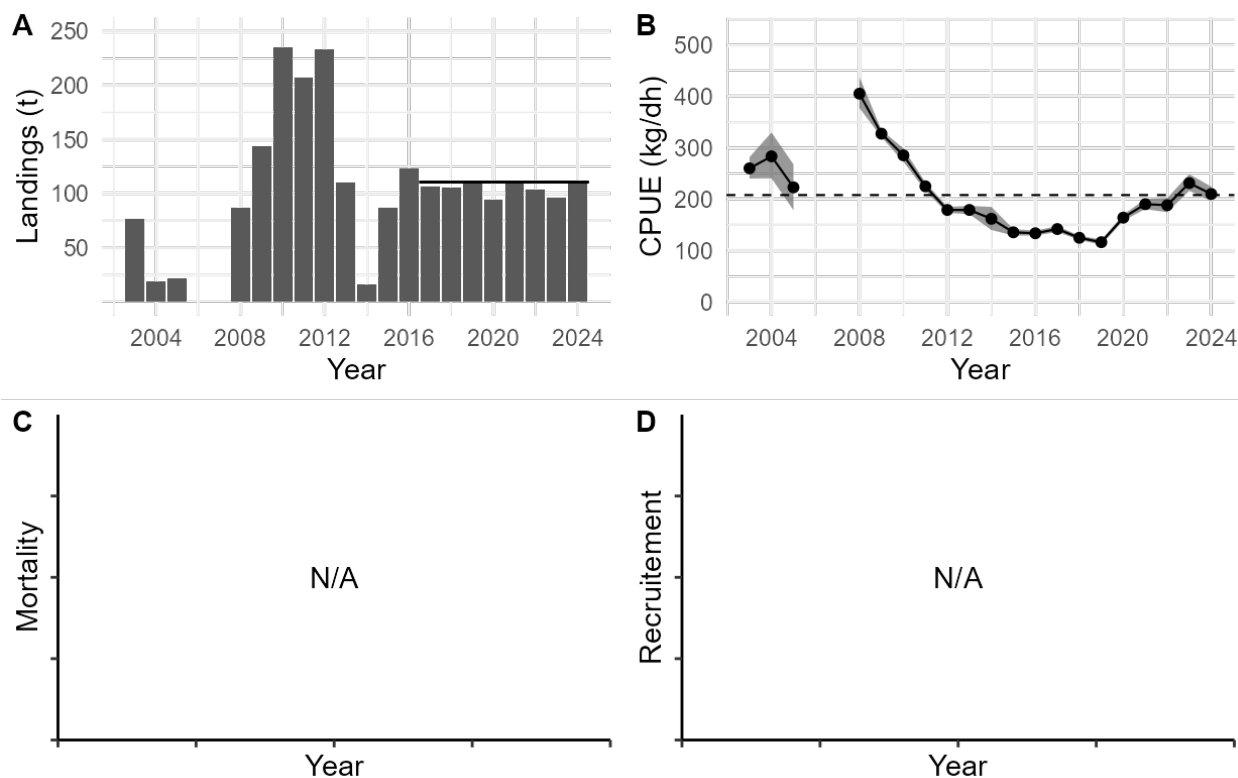 A
Landings (t)
250
200
150
100
50
2004 2008 2012 2016 2020 2024
Year
B
CPUE (kg/dh)
500
400
300
200
100
0
2004 2008 2012 2016 2020 2024
Year
C
Mortality
N/A
Year
D
Recruitement
N/A
Year